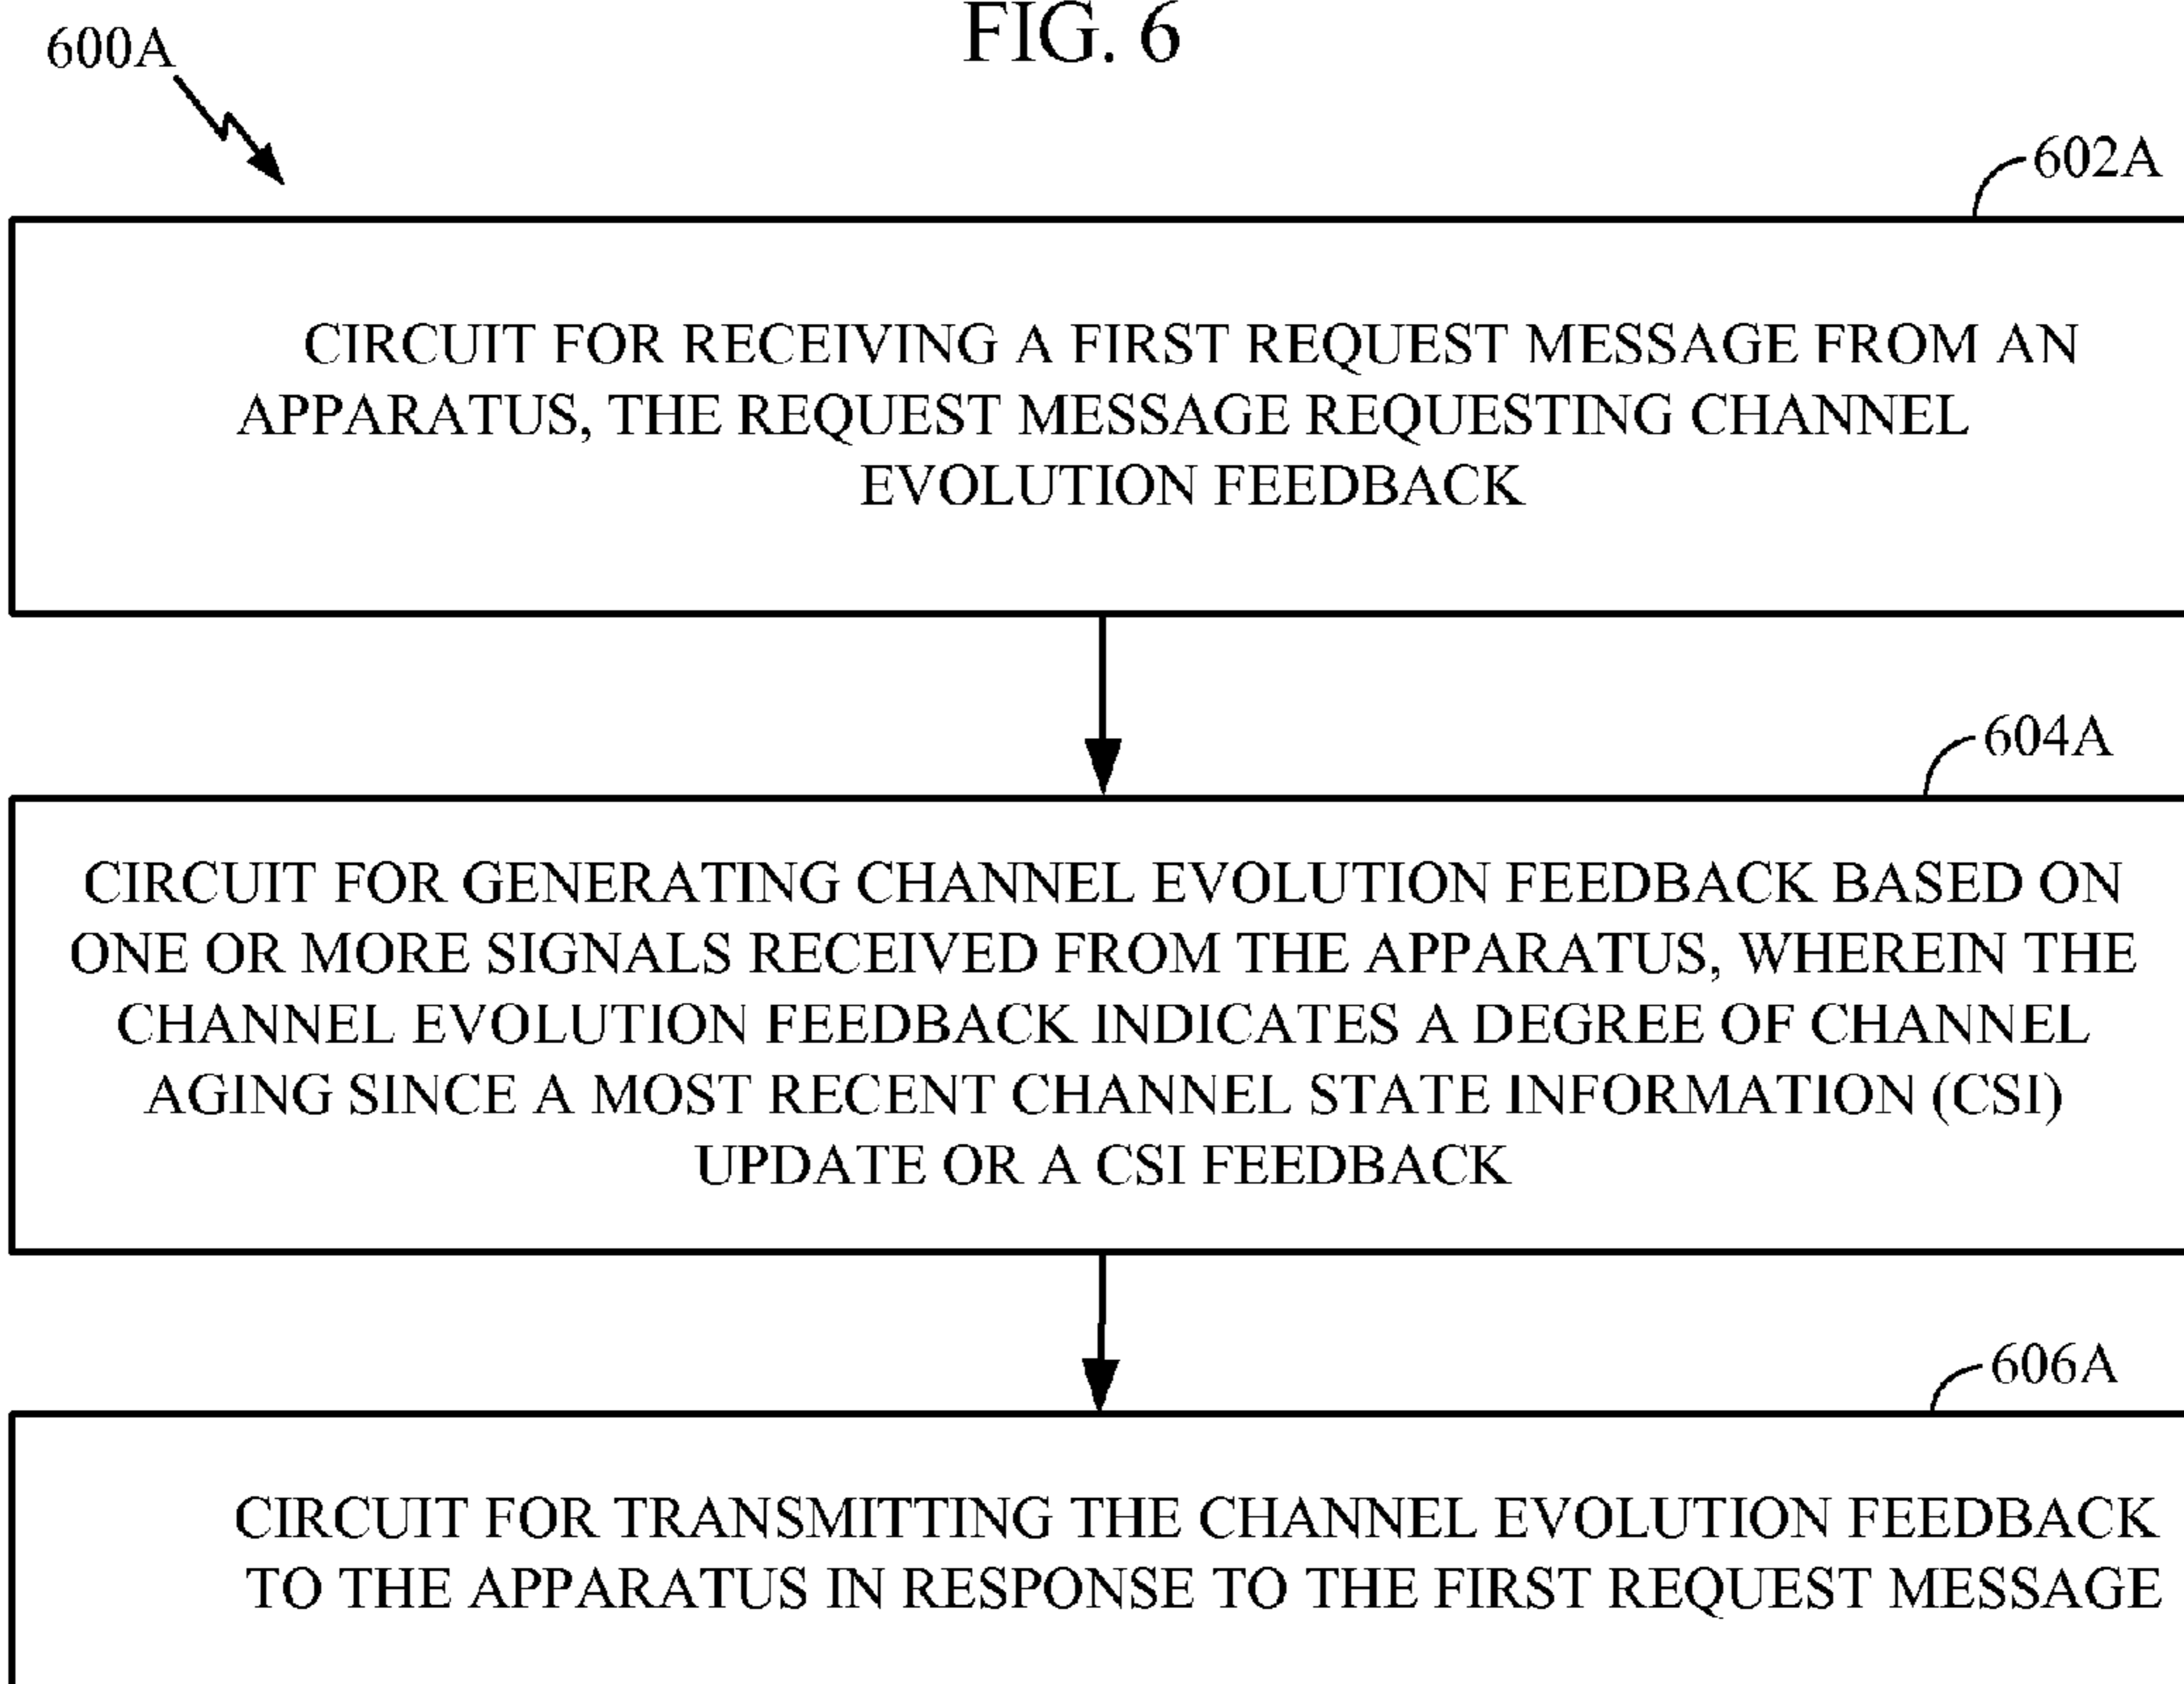 FIG. 6
600A
602A
CIRCUIT FOR RECEIVING A FIRST REQUEST MESSAGE FROM AN
APPARATUS, THE REQUEST MESSAGE REQUESTING CHANNEL
EVOLUTION FEEDBACK
604A
CIRCUIT FOR GENERATING CHANNEL EVOLUTION FEEDBACK BASED ON
ONE OR MORE SIGNALS RECEIVED FROM THE APPARATUS, WHEREIN THE
CHANNEL EVOLUTION FEEDBACK INDICATES A DEGREE OF CHANNEL
AGING SINCE A MOST RECENT CHANNEL STATE INFORMATION (CSI)
UPDATE OR A CSI FEEDBACK
606A
CIRCUIT FOR TRANSMITTING THE CHANNEL EVOLUTION FEEDBACK
TO THE APPARATUS IN RESPONSE TO THE FIRST REQUEST MESSAGE